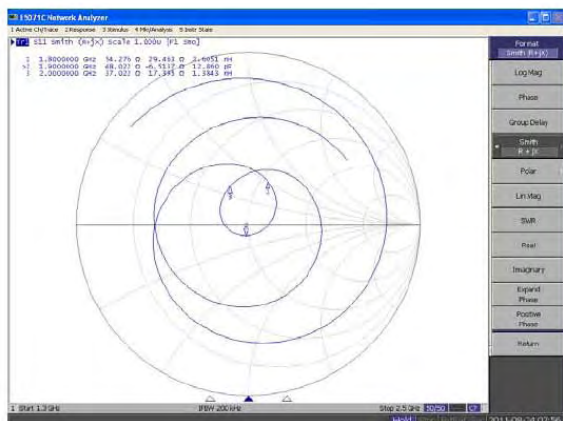 E5071C Network Analyzer
1 Active Ch/Trace 2 Response 3 Stimulus 4 Mkr/Analysis 5 Instr State
Tr1 S11 Smith (R+jX) Scale 1.000u [F1 Smo]
1 1.8000000 GHz 54.276 Ω 29.463 Ω 2.6051 nH
>2 1.9000000 GHz 48.027 Ω -6.5137 Ω 12.860 pF
3 2.0000000 GHz 37.022 Ω 17.395 Ω 1.3843 nH
Format
Smith (R+jX)
Log Mag
Phase
Group Delay
Smith
R + jX
Polar
Lin Mag
SWR
Real
Imaginary
Expand
Phase
Positive
Phase
Return
1 Start 1.3 GHz IFBW 200 kHz Stop 2.5 GHz
Hold